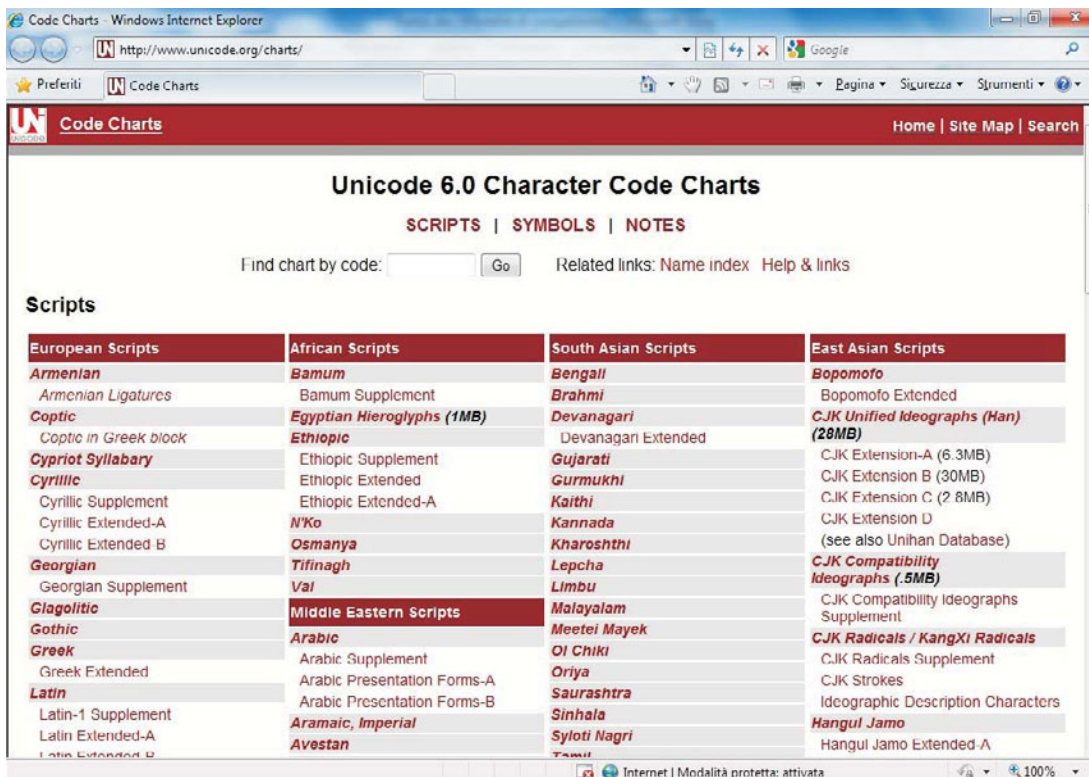 Code Charts - Windows Internet Explorer
http://www.unicode.org/charts/
Google
Preferiti
Code Charts
Pagina
Sicurezza
Strumenti
UNICODE
Code Charts
Home | Site Map | Search
Unicode 6.0 Character Code Charts
SCRIPTS | SYMBOLS | NOTES
Find chart by code:
Go
Related links: Name index Help & links
Scripts
European Scripts
Armenian
Armenian Ligatures
Coptic
Coptic in Greek block
Cypriot Syllabary
Cyrillic
Cyrillic Supplement
Cyrillic Extended-A
Cyrillic Extended-B
Georgian
Georgian Supplement
Glagolitic
Gothic
Greek
Greek Extended
Latin
Latin-1 Supplement
Latin Extended-A
Latin Extended-B
African Scripts
Bamum
Bamum Supplement
Egyptian Hieroglyphs (1MB)
Ethiopic
Ethiopic Supplement
Ethiopic Extended
Ethiopic Extended-A
N'Ko
Osmanya
Tifinagh
Vai
Middle Eastern Scripts
Arabic
Arabic Supplement
Arabic Presentation Forms-A
Arabic Presentation Forms-B
Aramaic, Imperial
Avestan
South Asian Scripts
Bengali
Brahmi
Devanagari
Devanagari Extended
Gujarati
Gurmukhi
Kaithi
Kannada
Kharoshthi
Lepcha
Limbu
Malayalam
Meetei Mayek
Ol Chiki
Oriya
Saurashtra
Sinhala
Syloti Nagri
Tamil
East Asian Scripts
Bopomofo
Bopomofo Extended
CJK Unified Ideographs (Han)
(28MB)
CJK Extension-A (6.3MB)
CJK Extension B (30MB)
CJK Extension C (2.8MB)
CJK Extension D
(see also Unihan Database)
CJK Compatibility
Ideographs (.5MB)
CJK Compatibility Ideographs
Supplement
CJK Radicals / KangXi Radicals
CJK Radicals Supplement
CJK Strokes
Ideographic Description Characters
Hangul Jamo
Hangul Jamo Extended-A
Internet | Modalità protetta: attivata
100%